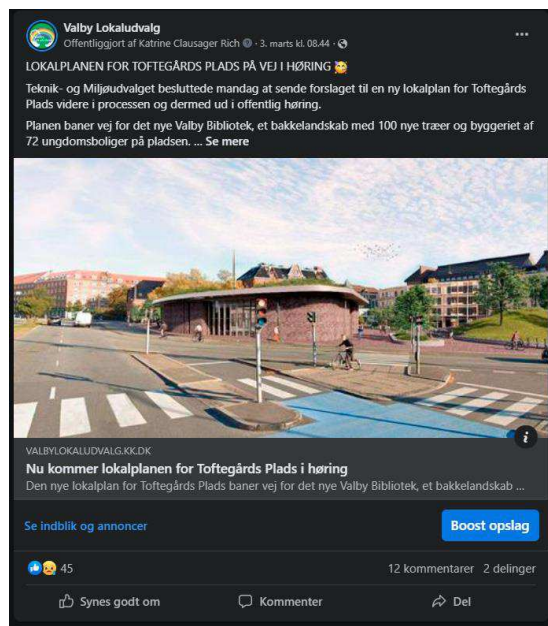 Valby Lokaludvalg
Offentliggjort af Katrine Clausager Rich · 3. marts kl. 08.44 ·
LOKALPLANEN FOR TOFTEGÅRDS PLADS PÅ VEJ I HØRING 🥳
Teknik- og Miljøudvalget besluttede mandag at sende forslaget til en ny lokalplan for Toftegårds
Plads videre i processen og dermed ud i offentlig høring.
Planen baner vej for det nye Valby Bibliotek, et bakkelandskab med 100 nye træer og byggeriet af
72 ungdomsboliger på pladsen. ... Se mere
VALBYLOKALUDVALG.KK.DK
Nu kommer lokalplanen for Toftegårds Plads i høring
Den nye lokalplan for Toftegårds Plads baner vej for det nye Valby Bibliotek, et bakkelandskab ...
Se indblik og annoncer
Boost opslag
45
12 kommentarer 2 delinger
Synes godt om Kommenter Del